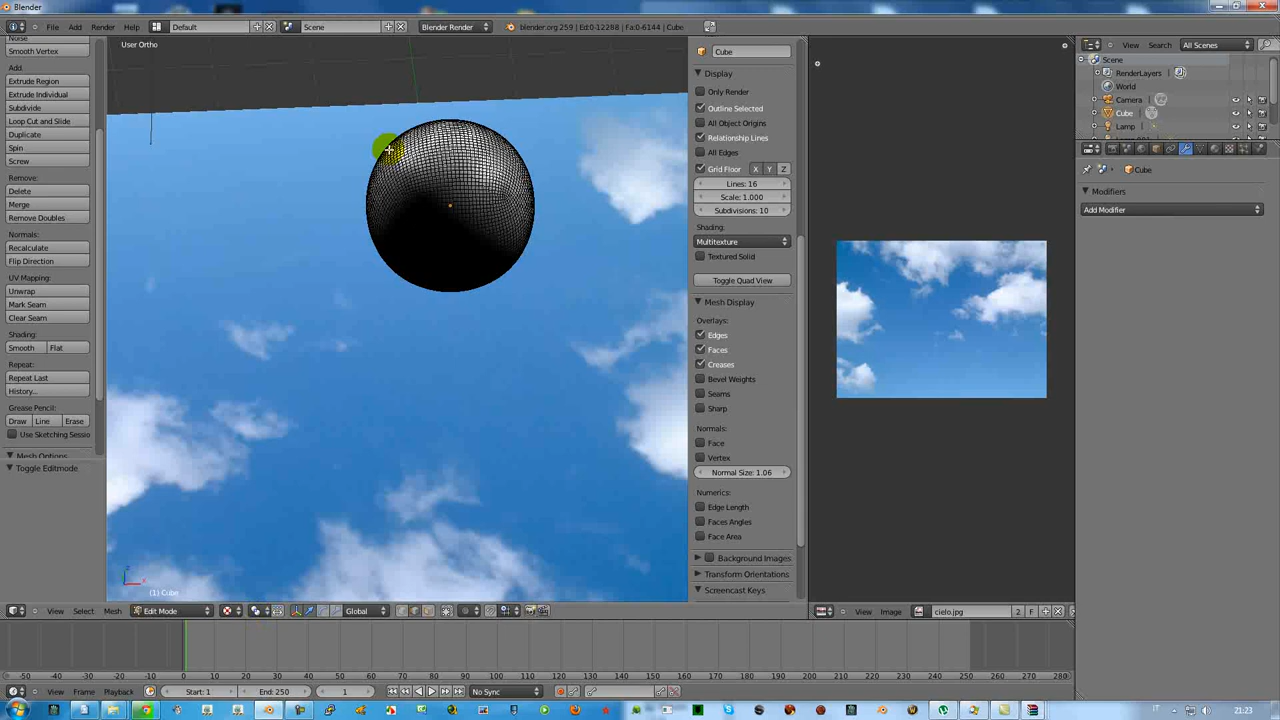 Blender
File Add Render Help
Default
Scene
Blender Render
blender.org 259 | Ed:0-12288 | Fa:0-6144 | Cube
Noise
Smooth Vertex
Add:
Extrude Region
Extrude Individual
Subdivide
Loop Cut and Slide
Duplicate
Spin
Screw
Remove:
Delete
Merge
Remove Doubles
Normals:
Recalculate
Flip Direction
UV Mapping:
Unwrap
Mark Seam
Clear Seam
Shading:
Smooth Flat
Repeat:
Repeat Last
History...
Grease Pencil:
Draw Line Erase
Use Sketching Sessio
Mesh Options
Toggle Editmode
User Ortho
(1) Cube
Cube
Display
Only Render
Outline Selected
All Object Origins
Relationship Lines
All Edges
Grid Floor X Y Z
Lines: 16
Scale: 1.000
Subdivisions: 10
Shading:
Multitexture
Textured Solid
Toggle Quad View
Mesh Display
Overlays:
Edges
Faces
Creases
Bevel Weights
Seams
Sharp
Normals:
Face
Vertex
Normal Size: 1.06
Numerics:
Edge Length
Faces Angles
Face Area
Background Images
Transform Orientations
Screencast Keys
View Search All Scenes
Scene
RenderLayers
World
Camera
Cube
Lamp
Cube
Modifiers
Add Modifier
View Select Mesh Edit Mode Global
View Image cielo.jpg 2 F
-50 -40 -30 -20 -10 0 10 20 30 40 50 60 70 80 90 100 110 120 130 140 150 160 170 180 190 200 210 220 230 240 250 260 270 280
View Frame Playback Start: 1 End: 250 1 No Sync
IT 21:23